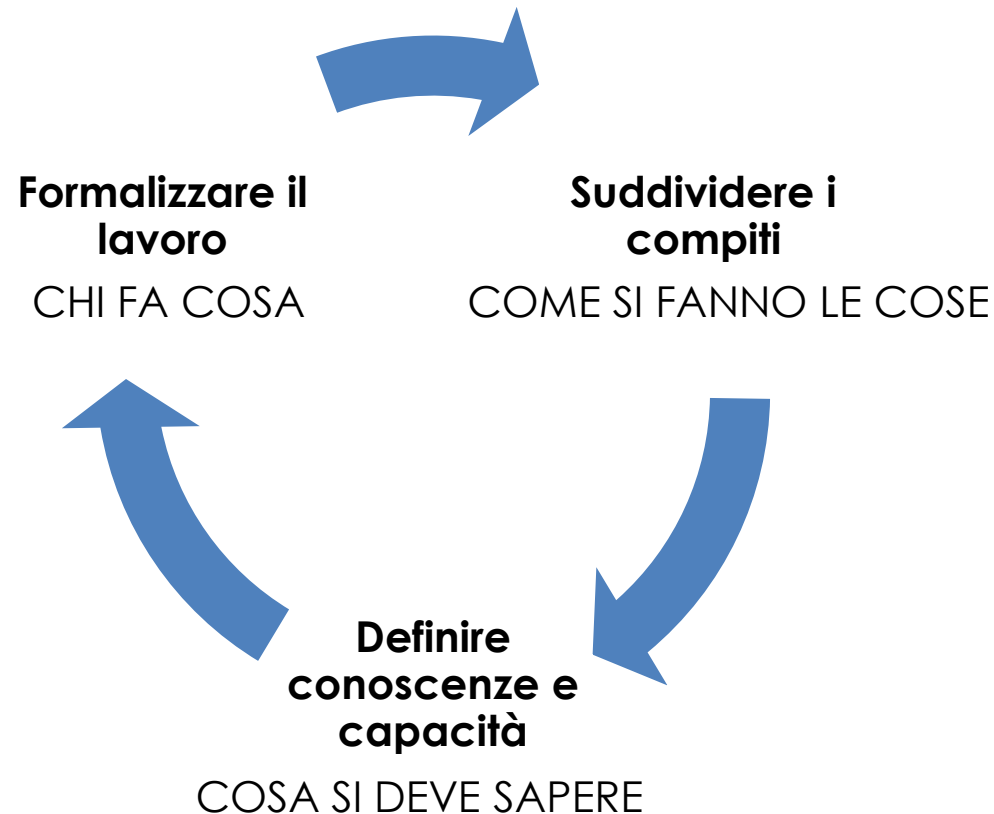 Formalizzare il
lavoro
CHI FA COSA
Suddividere i
compiti
COME SI FANNO LE COSE
Definire
conoscenze e
capacità
COSA SI DEVE SAPERE